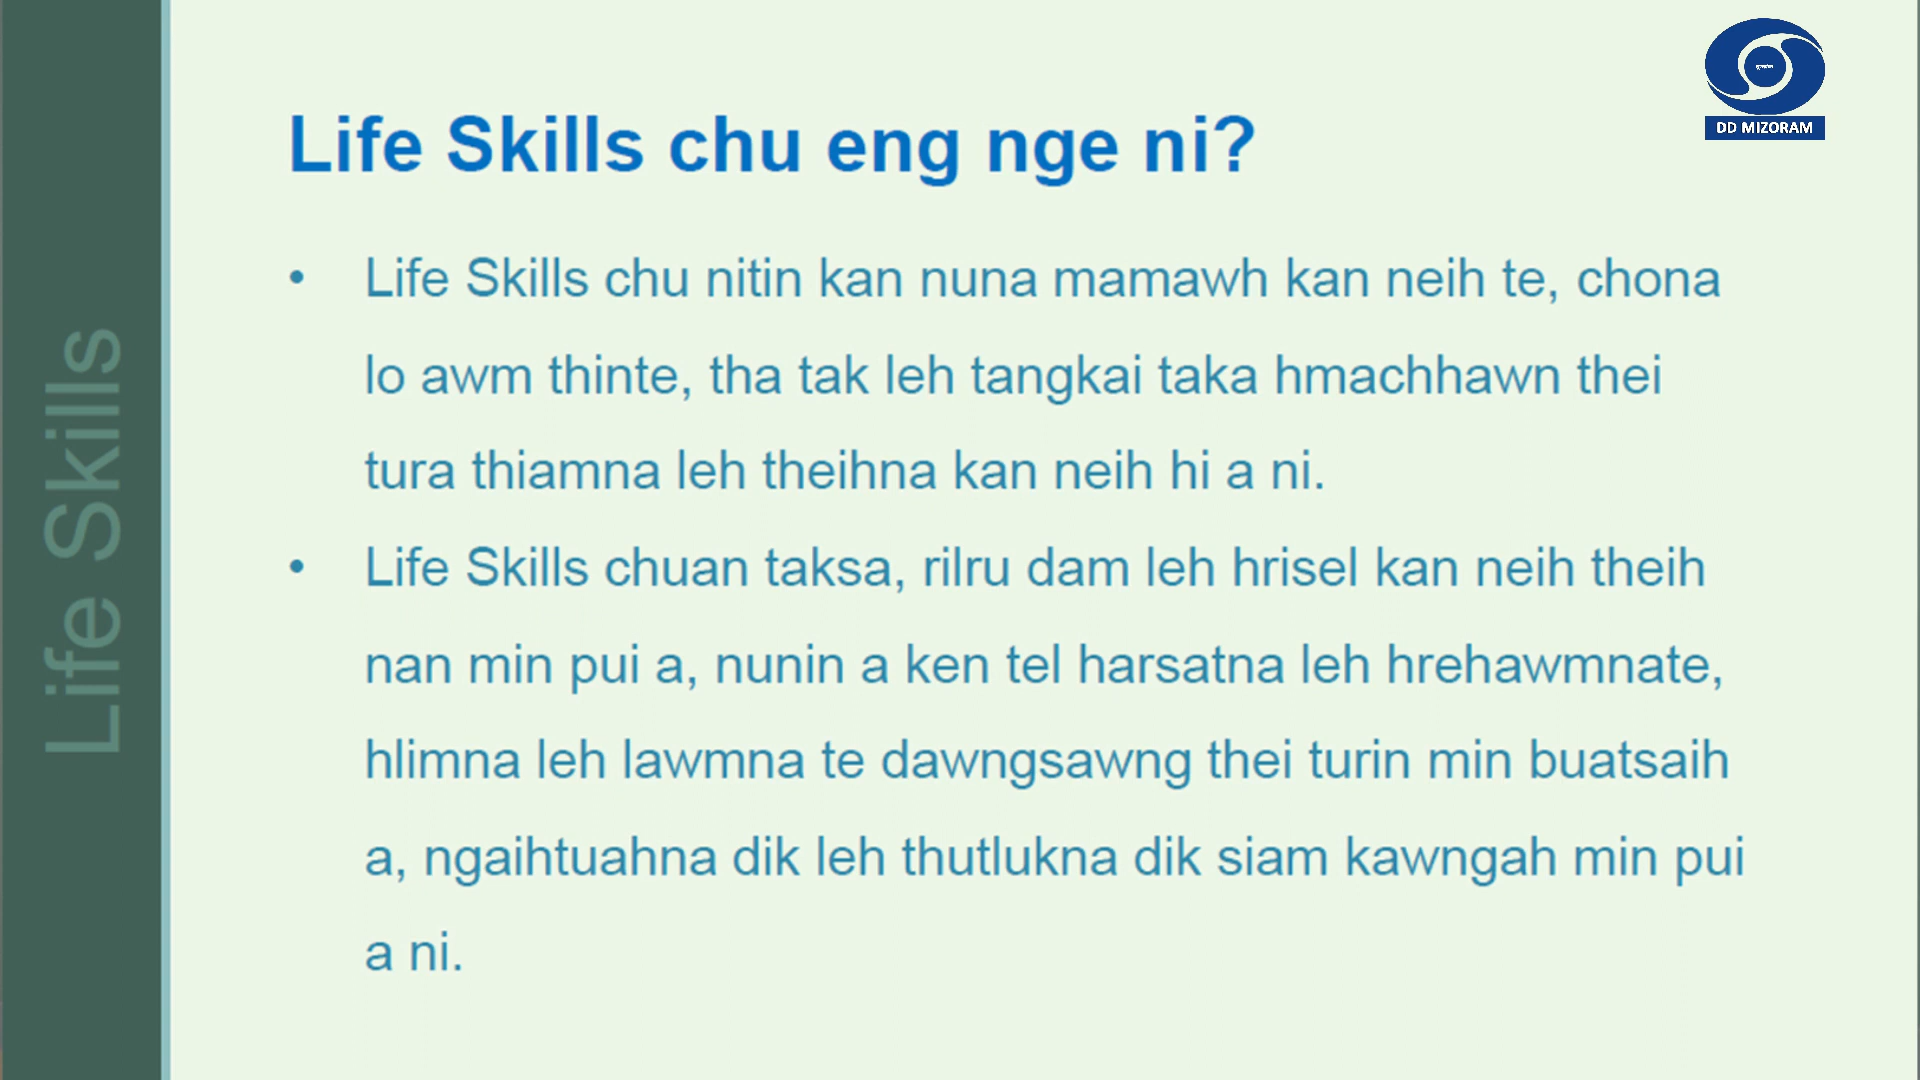 DD MIZORAM
Life Skills
Life Skills chu eng nge ni?
• Life Skills chu nitin kan nuna mamawh kan neih te, chona
lo awm thinte, tha tak leh tangkai taka hmachhawn thei
tura thiamna leh theihna kan neih hi a ni.
• Life Skills chuan taksa, rilru dam leh hrisel kan neih theih
nan min pui a, nunin a ken tel harsatna leh hrehawmnate,
hlimna leh lawmna te dawngsawng thei turin min buatsaih
a, ngaihtuahna dik leh thutlukna dik siam kawngah min pui
a ni.